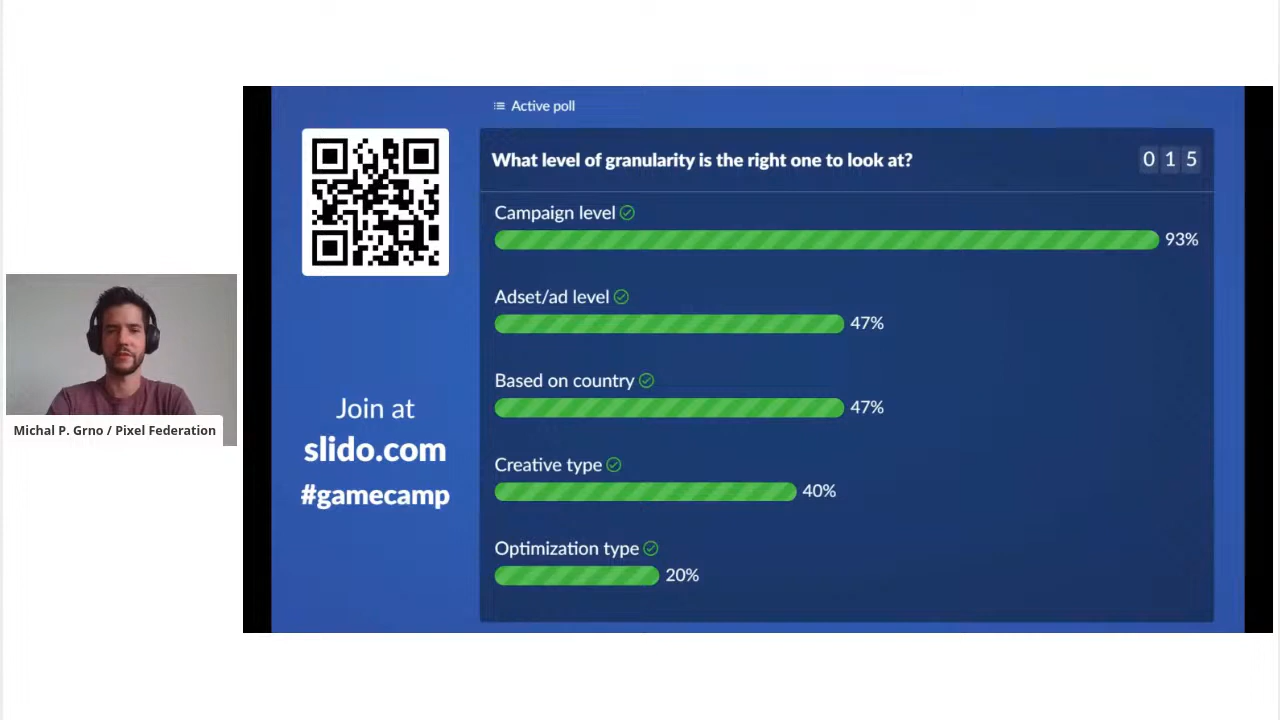 Active poll
What level of granularity is the right one to look at?
0 1 5
Campaign level
93%
Adset/ad level
47%
Based on country
47%
Creative type
40%
Optimization type
20%
Join at
slido.com
#gamecamp
Michal P. Grno / Pixel Federation